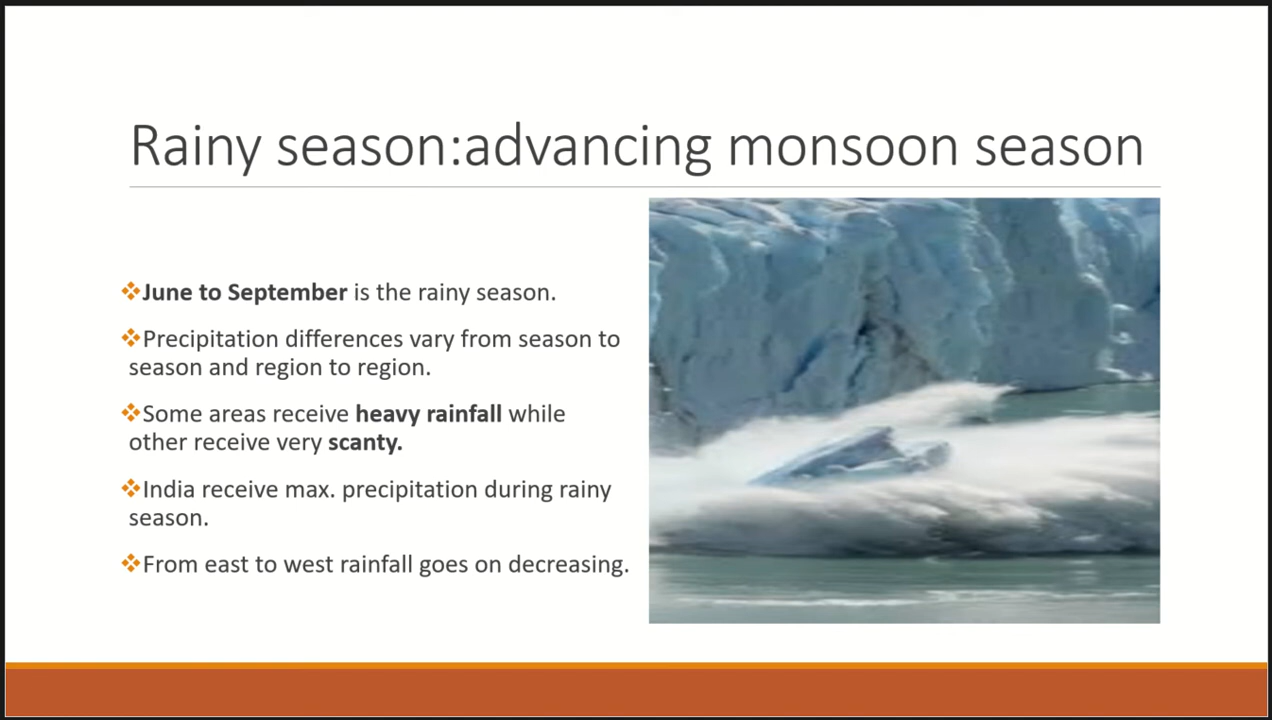 Rainy season:advancing monsoon season
June to September is the rainy season.
Precipitation differences vary from season to
season and region to region.
Some areas receive heavy rainfall while
other receive very scanty.
India receive max. precipitation during rainy
season.
From east to west rainfall goes on decreasing.